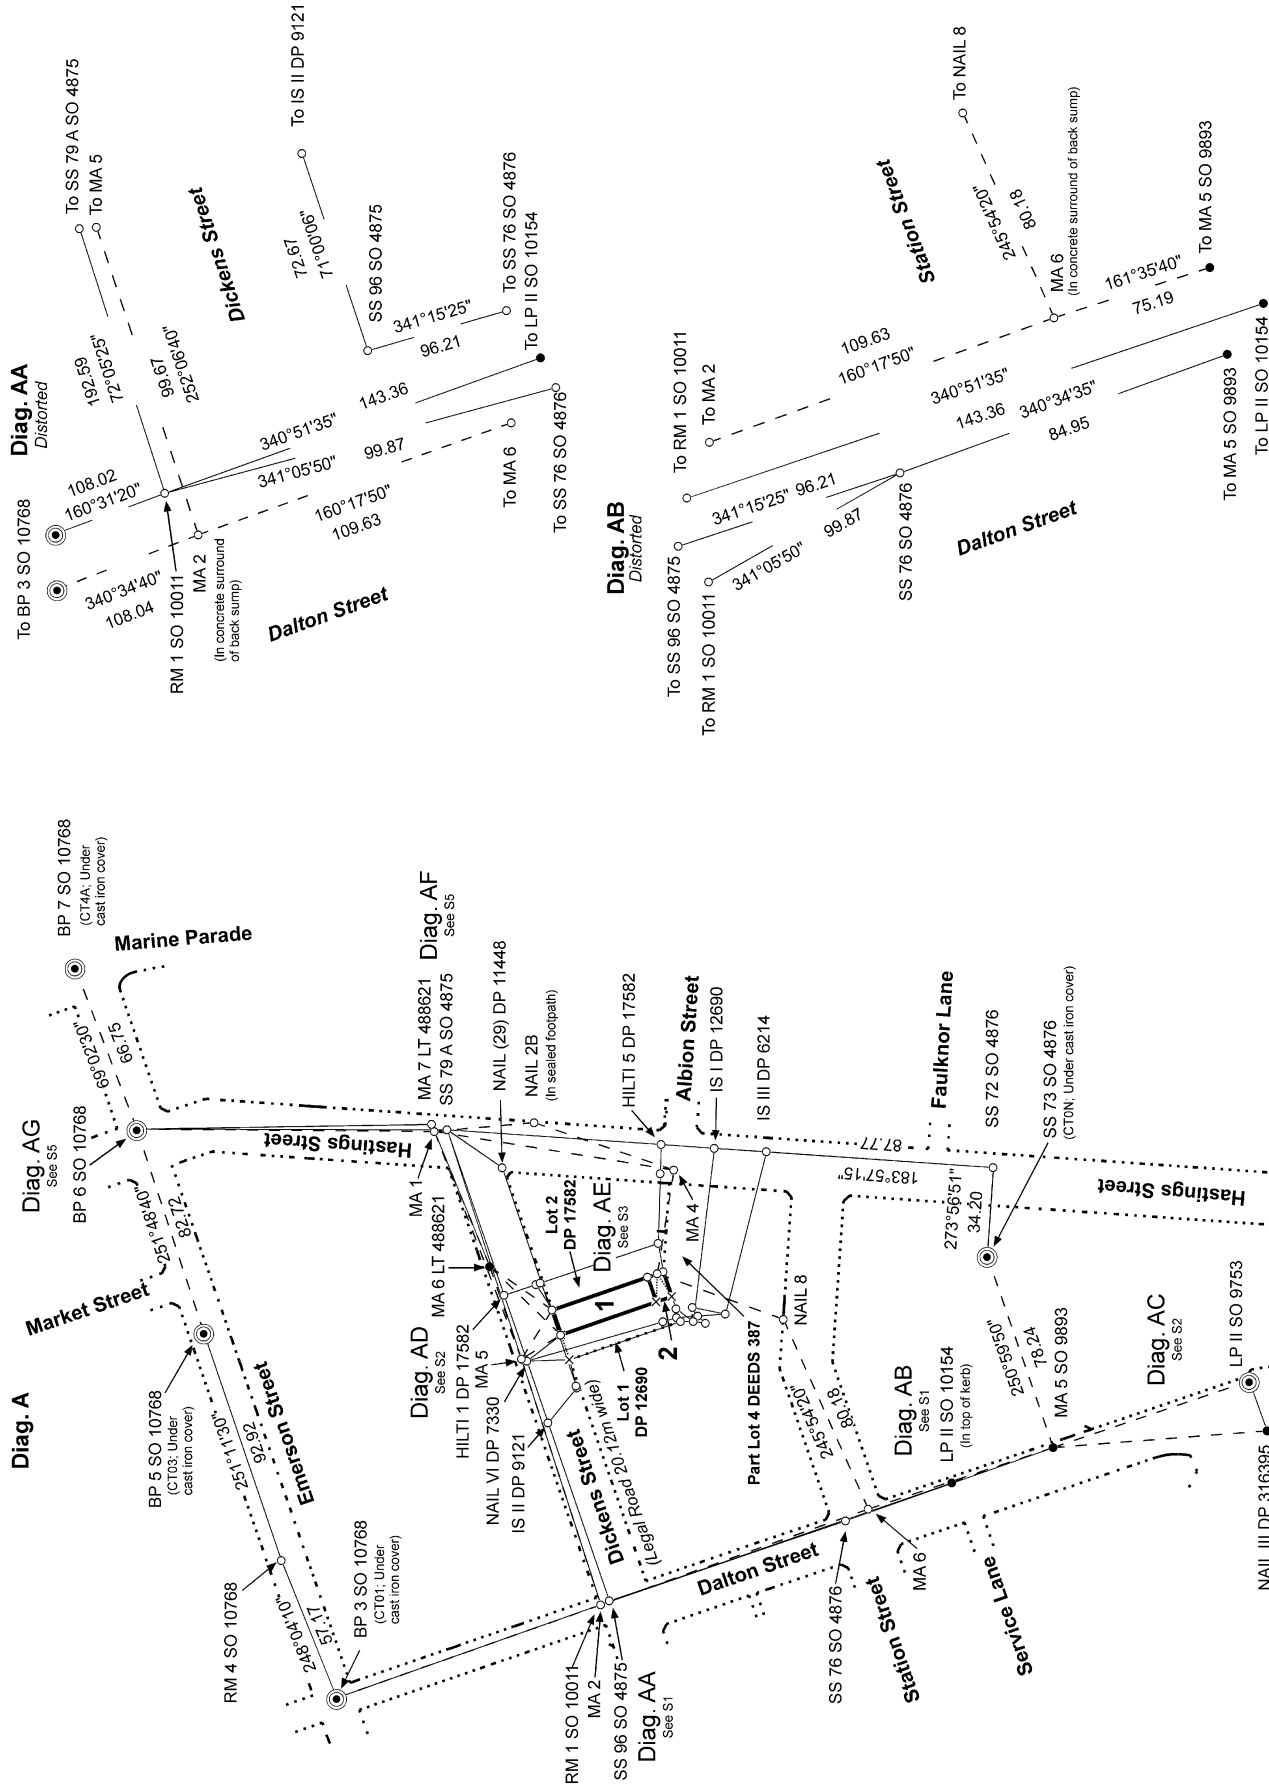 Diag. A
Market Street
BP 5 SO 10768
(CT03; Under
cast iron cover)
Diag. AG
See S5
BP 6 SO 10768
BP 7 SO 10768
(CT4A; Under
cast iron cover)
Marine Parade
69°02'30"
66.75
251°48'40"
82.72
251°11'30"
92.92
Emerson Street
RM 4 SO 10768
248°04'10"
57.17
BP 3 SO 10768
(CT01; Under
cast iron cover)
Hastings Street
MA 1
MA 7 LT 488621
SS 79 A SO 4875
Diag. AF
See S5
NAIL (29) DP 11448
NAIL 2B
(In sealed footpath)
MA 6 LT 488621
Diag. AD
See S2
HILTI 1 DP 17582
MA 5
NAIL VI DP 7330
IS II DP 9121
Lot 2
DP 17582
Diag. AE
See S3
1
2
Lot 1
DP 12690
Dickens Street
(Legal Road 20.12m wide)
HILTI 5 DP 17582
Albion Street
IS I DP 12690
IS III DP 6214
MA 4
Part Lot 4 DEEDS 387
NAIL 8
RM 1 SO 10011
MA 2
SS 96 SO 4875
Diag. AA
See S1
Dalton Street
245°54'20"
80.18
87.77
183°57'15"
Faulknor Lane
SS 72 SO 4876
273°56'51"
34.20
SS 73 SO 4876
(CT0N; Under cast iron cover)
Hastings Street
SS 76 SO 4876
Station Street
MA 6
Service Lane
Diag. AB
See S1
LP II SO 10154
(In top of kerb)
250°59'50"
78.24
MA 5 SO 9893
Diag. AC
See S2
LP II SO 9753
NAIL III DP 316395
Diag. AA
Distorted
To BP 3 SO 10768
108.02
160°31'20"
340°34'40"
108.04
RM 1 SO 10011
MA 2
(In concrete surround
of back sump)
192.59
72°05'25"
99.67
252°06'40"
To SS 79 A SO 4875
To MA 5
Dickens Street
To IS II DP 9121
72.67
71°00'06"
SS 96 SO 4875
341°15'25"
96.21
To SS 76 SO 4876
To LP II SO 10154
340°51'35"
143.36
341°05'50"
99.87
160°17'50"
109.63
To MA 6
To SS 76 SO 4876
Dalton Street
Diag. AB
Distorted
To SS 96 SO 4875
To RM 1 SO 10011
To RM 1 SO 10011
To MA 2
341°15'25" 96.21
99.87
341°05'50"
109.63
160°17'50"
Station Street
To NAIL 8
245°54'20"
80.18
MA 6
(In concrete surround of back sump)
SS 76 SO 4876
Dalton Street
340°51'35"
143.36
340°34'35"
84.95
161°35'40"
75.19
To MA 5 SO 9893
To MA 5 SO 9893
To LP II SO 10154